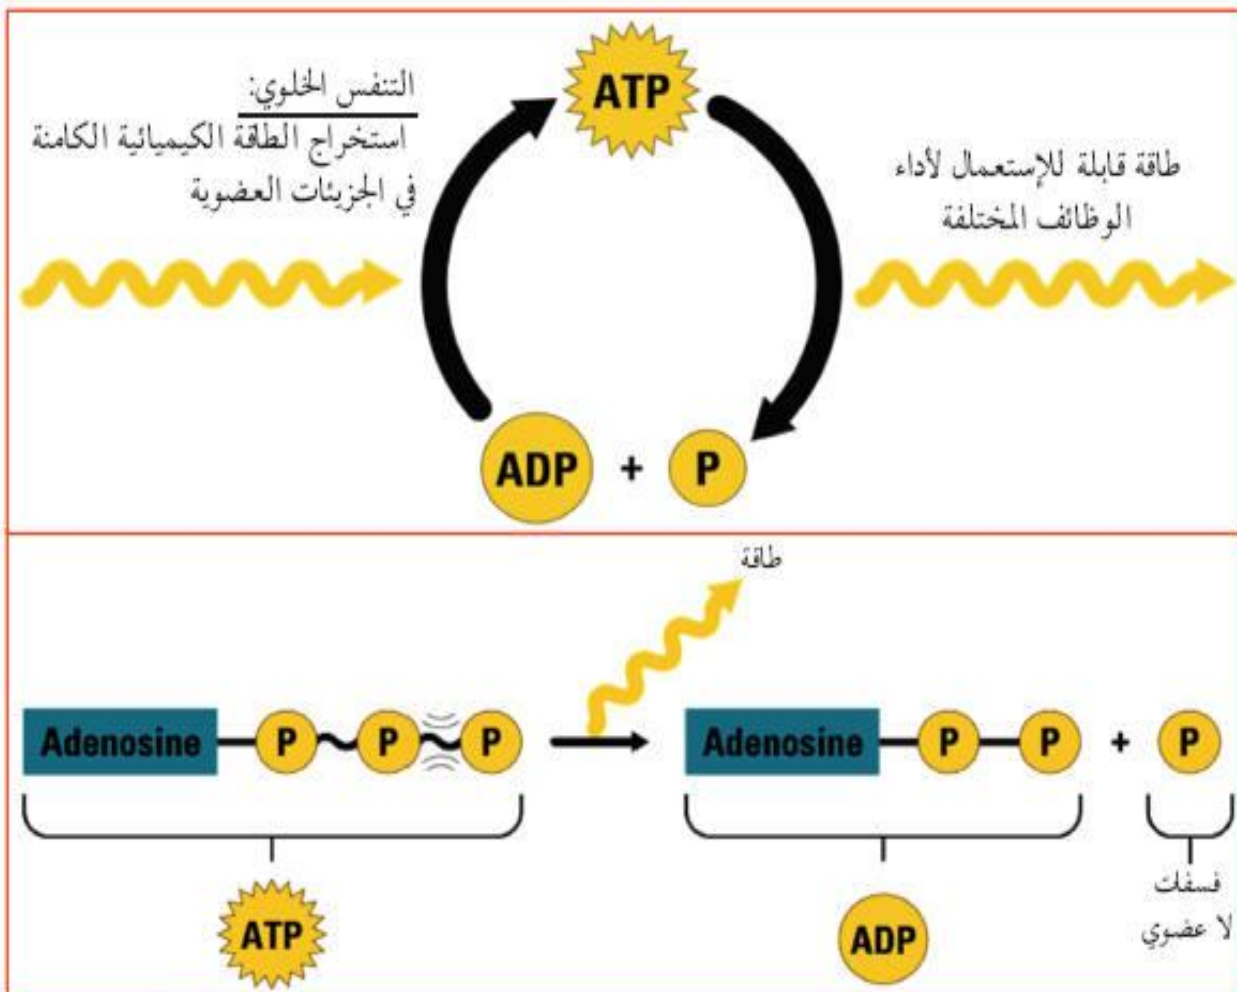 التنفس الخلوي:
استخراج الطاقة الكيميائية الكامنة
في الجزيئات العضوية
ATP
طاقة قابلة للإستعمال لأداء
الوظائف المختلفة
ADP + P
طاقة
Adenosine P P P
Adenosine P P + P
ATP
ADP
فسفات
لا عضوي